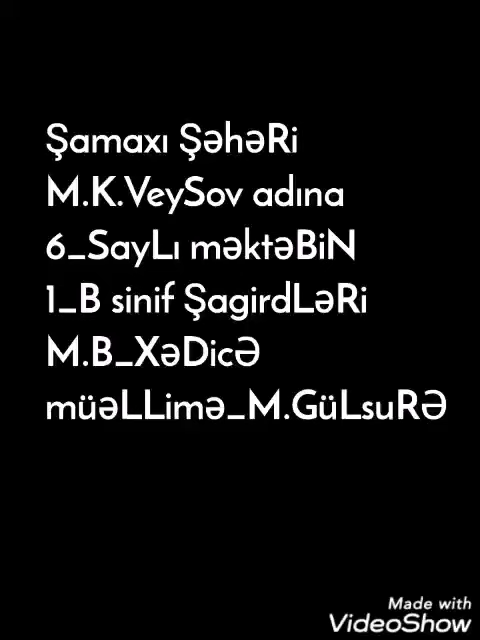 Şamaxı ŞəhəRi
M.K.VeySov adına
6_SayLı məktəBiN
1_B sinif ŞagirdLəRi
M.B_XəDicƏ
müəLLimə_M.GüLsuRƏ
Made with
VideoShow